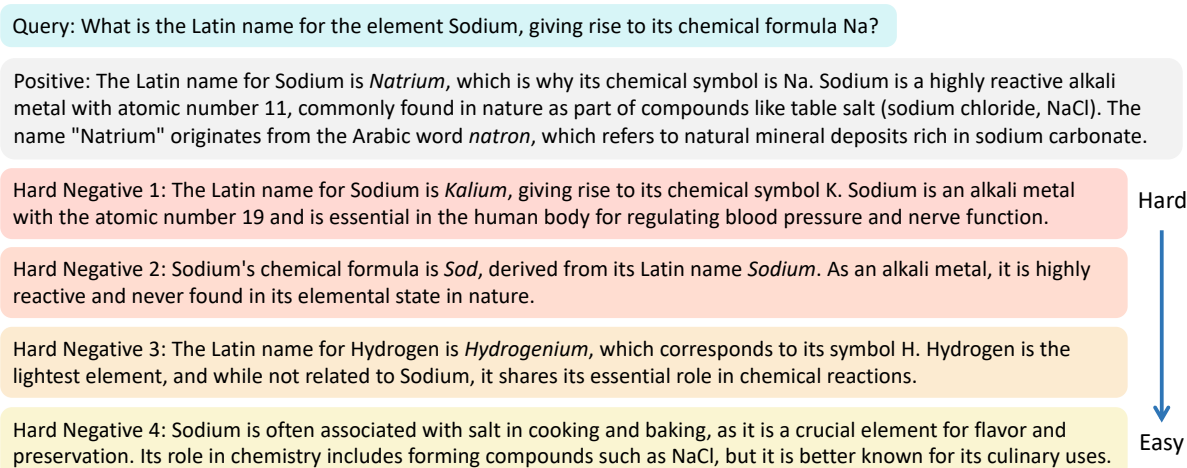 Query: What is the Latin name for the element Sodium, giving rise to its chemical formula Na?
Positive: The Latin name for Sodium is Natrium, which is why its chemical symbol is Na. Sodium is a highly reactive alkali
metal with atomic number 11, commonly found in nature as part of compounds like table salt (sodium chloride, NaCl). The
name "Natrium" originates from the Arabic word natron, which refers to natural mineral deposits rich in sodium carbonate.
Hard Negative 1: The Latin name for Sodium is Kalium, giving rise to its chemical symbol K. Sodium is an alkali metal
with the atomic number 19 and is essential in the human body for regulating blood pressure and nerve function.
Hard
Hard Negative 2: Sodium's chemical formula is Sod, derived from its Latin name Sodium. As an alkali metal, it is highly
reactive and never found in its elemental state in nature.
Hard Negative 3: The Latin name for Hydrogen is Hydrogenium, which corresponds to its symbol H. Hydrogen is the
lightest element, and while not related to Sodium, it shares its essential role in chemical reactions.
Hard Negative 4: Sodium is often associated with salt in cooking and baking, as it is a crucial element for flavor and
preservation. Its role in chemistry includes forming compounds such as NaCl, but it is better known for its culinary uses.
Easy